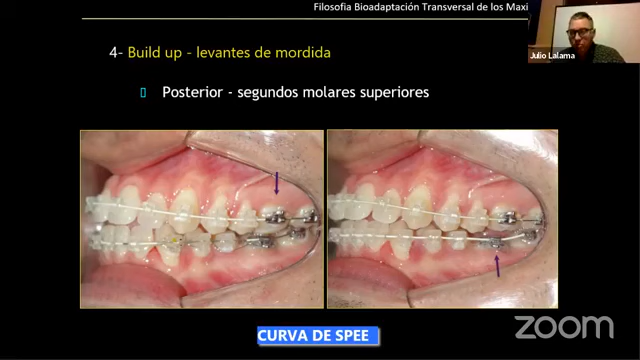 Filosofia Bioadaptación Transversal de los Maxi
Julio Lalama
4- Build up - levantes de mordida
Posterior - segundos molares superiores
CURVA DE SPEE
zoom